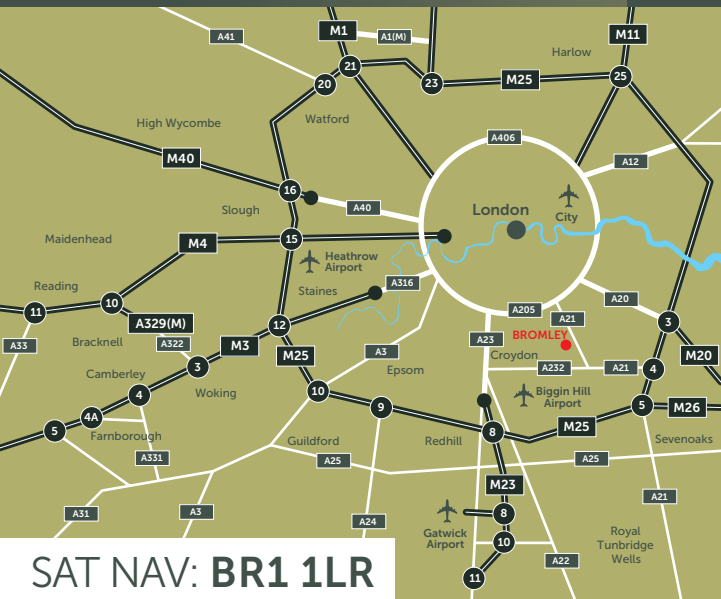 M1
A1(M)
M11
A41
Harlow
21
20
23
M25
25
Watford
High Wycombe
A406
M40
A12
16
A40
Slough
London
City
Maidenhead
M4
15
Heathrow
Airport
A316
Staines
Reading
10
11
A329(M)
12
A205
A20
A21
3
A33
Bracknell
A322
M3
M25
A23
BROMLEY
Croydon
A3
M20
3
Camberley
Epsom
A232
A21
4
4
Woking
10
9
Biggin Hill
Airport
5
M26
4A
5
Farnborough
Guildford
Redhill
8
M25
Sevenoaks
A331
A25
A25
M23
A21
A31
A3
A24
Gatwick
Airport
8
10
Royal
Tunbridge
Wells
A22
11
SAT NAV: BR1 1LR